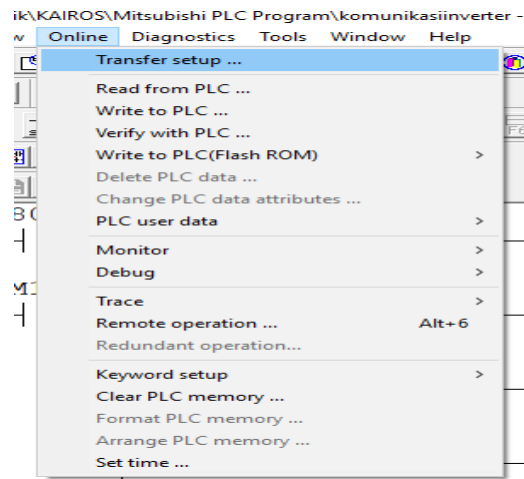 ik\KAIROS\Mitsubishi PLC Program\komunikasiinverter -
w Online Diagnostics Tools Window Help
Transfer setup ...
Read from PLC ...
Write to PLC ...
Verify with PLC ...
Write to PLC(Flash ROM) >
Delete PLC data ...
Change PLC data attributes ...
PLC user data >
Monitor >
Debug >
Trace >
Remote operation ... Alt+6
Redundant operation...
Keyword setup >
Clear PLC memory ...
Format PLC memory ...
Arrange PLC memory ...
Set time ...